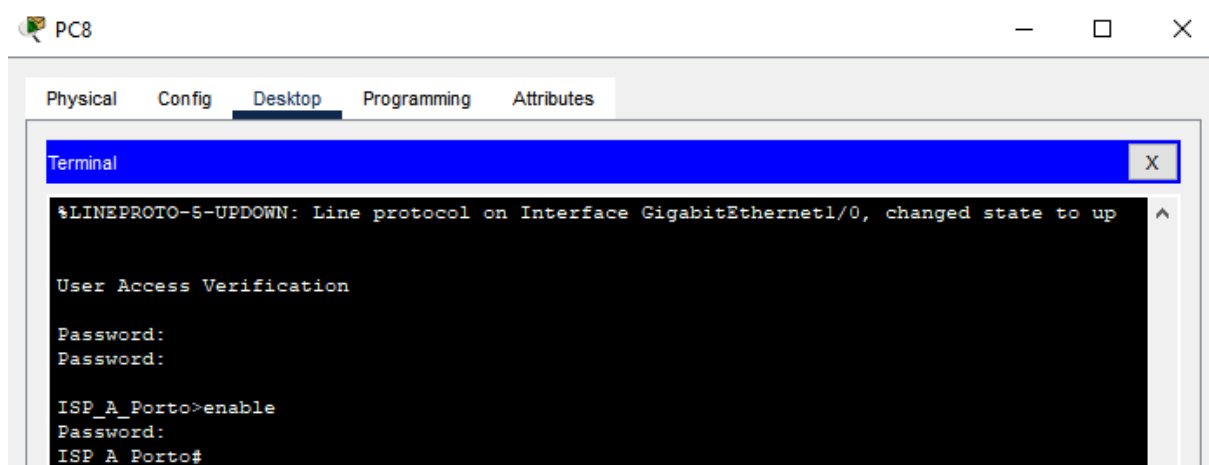 PC8
Physical Config Desktop Programming Attributes
Terminal X
%LINEPROTO-5-UPDOWN: Line protocol on Interface GigabitEthernet1/0, changed state to up
User Access Verification
Password:
Password:
ISP_A_Porto>enable
Password:
ISP_A_Porto#